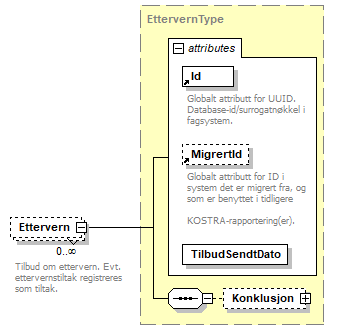 EttervernType
attributes
Id
Globalt attributt for UUID.
Database-id/surrogatnøkkel i
fagsystem.
MigrertId
Globalt attributt for ID i
system det er migrert fra, og
som er benyttet i tidligere
KOSTRA-rapportering(er).
Ettervern
0..∞
Tilbud om ettervern. Evt.
ettervernstiltak registreres
som tiltak.
TilbudSendtDato
Konklusjon